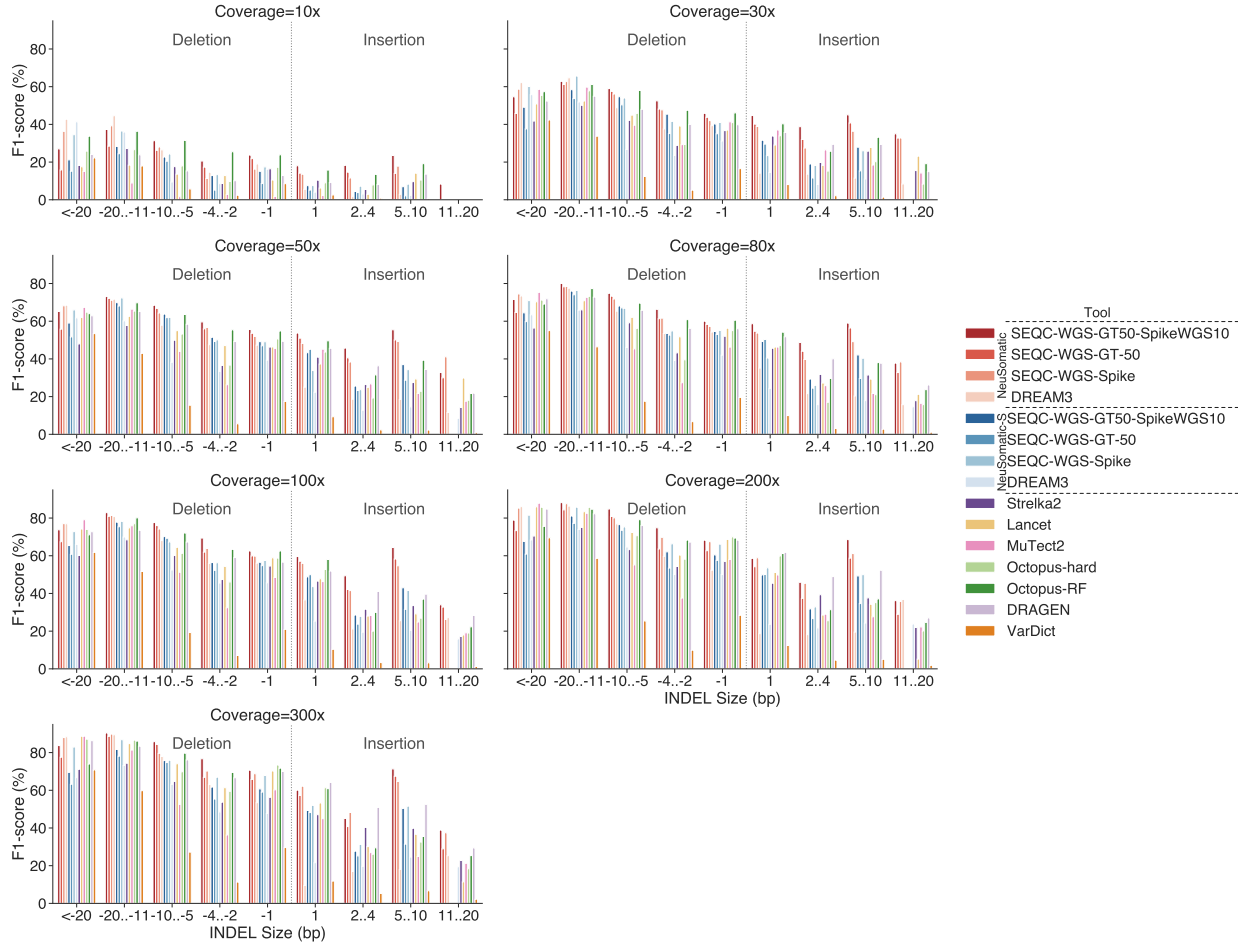 Coverage=10x
Coverage=30x
Deletion
Insertion
Deletion
Insertion
F1-score (%)
80
60
40
20
0
<-20 -20..-11 -10..-5 -4..-2 -1 1 2..4 5..10 11..20
<-20 -20..-11 -10..-5 -4..-2 -1 1 2..4 5..10 11..20
Coverage=50x
Coverage=80x
Deletion
Insertion
Deletion
Insertion
F1-score (%)
80
60
40
20
0
<-20 -20..-11 -10..-5 -4..-2 -1 1 2..4 5..10 11..20
<-20 -20..-11 -10..-5 -4..-2 -1 1 2..4 5..10 11..20
Coverage=100x
Coverage=200x
Deletion
Insertion
Deletion
Insertion
F1-score (%)
80
60
40
20
0
<-20 -20..-11 -10..-5 -4..-2 -1 1 2..4 5..10 11..20
<-20 -20..-11 -10..-5 -4..-2 -1 1 2..4 5..10 11..20
INDEL Size (bp)
Coverage=300x
Deletion
Insertion
F1-score (%)
80
60
40
20
0
<-20 -20..-11 -10..-5 -4..-2 -1 1 2..4 5..10 11..20
INDEL Size (bp)
Tool
NeuSomatic
SEQC-WGS-GT50-SpikeWGS10
SEQC-WGS-GT-50
SEQC-WGS-Spike
DREAM3
NeuSomatic-S
SEQC-WGS-GT50-SpikeWGS10
SEQC-WGS-GT-50
SEQC-WGS-Spike
DREAM3
Strelka2
Lancet
MuTect2
Octopus-hard
Octopus-RF
DRAGEN
VarDict